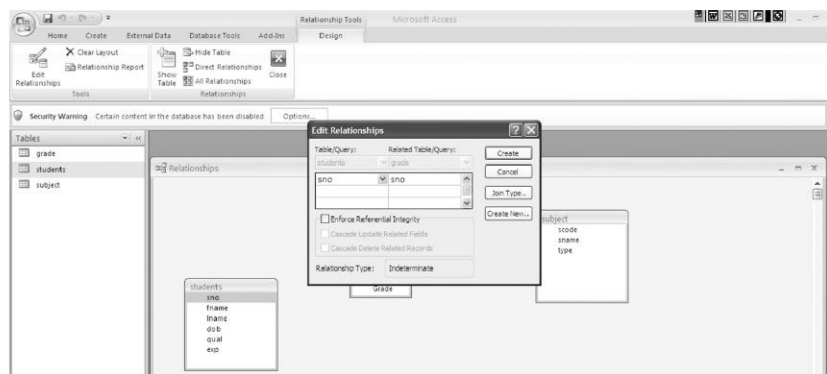 Relationship Tools Microsoft Access
Home Create External Data Database Tools Add-Ins Design
Edit Relationships
Clear Layout
Relationship Report
Tools
Show Table
Hide Table
Direct Relationships
All Relationships
Close
Relationships
Security Warning Certain content in the database has been disabled Options...
Tables
grade
students
subject
Relationships
Edit Relationships
Table/Query: Related Table/Query:
students grade
sno sno
Enforce Referential Integrity
Cascade Update Related Fields
Cascade Delete Related Records
Relationship Type: Indeterminate
Create
Cancel
Join Type...
Create New...
students
sno
fname
lname
dob
qual
exp
Grade
subject
scode
sname
type